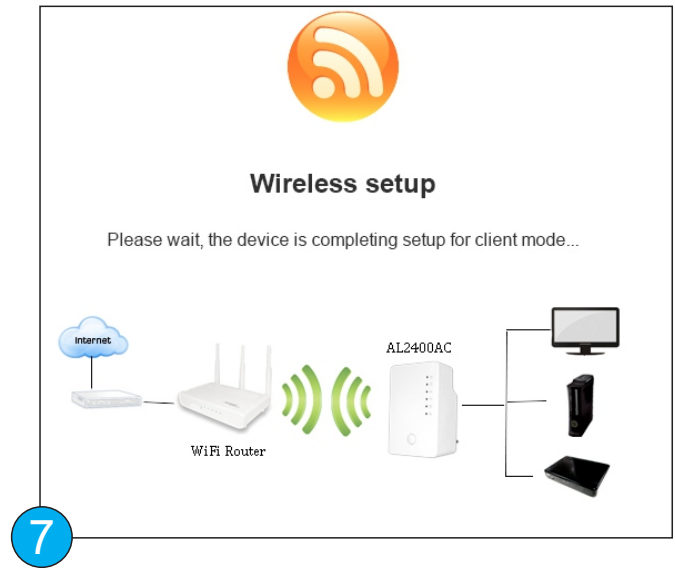 Wireless setup
Please wait, the device is completing setup for client mode...
Internet
AL2400AC
WiFi Router
7